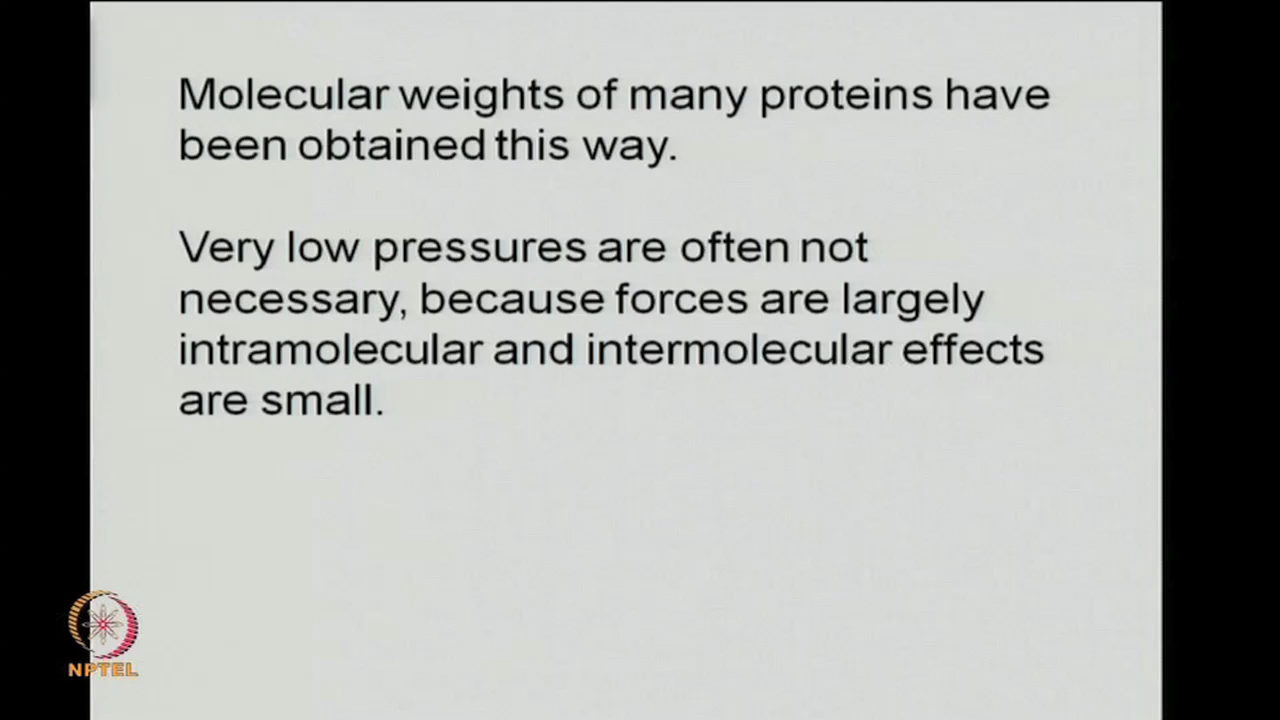 Molecular weights of many proteins have
been obtained this way.
Very low pressures are often not
necessary, because forces are largely
intramolecular and intermolecular effects
are small.
NPTEL